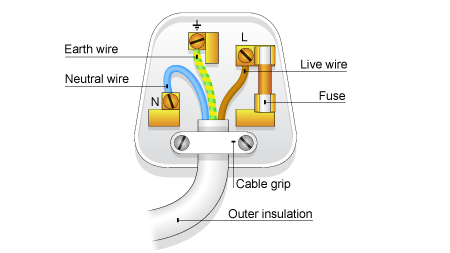 L
Earth wire
Live wire
Neutral wire
Fuse
N
Cable grip
Outer insulation